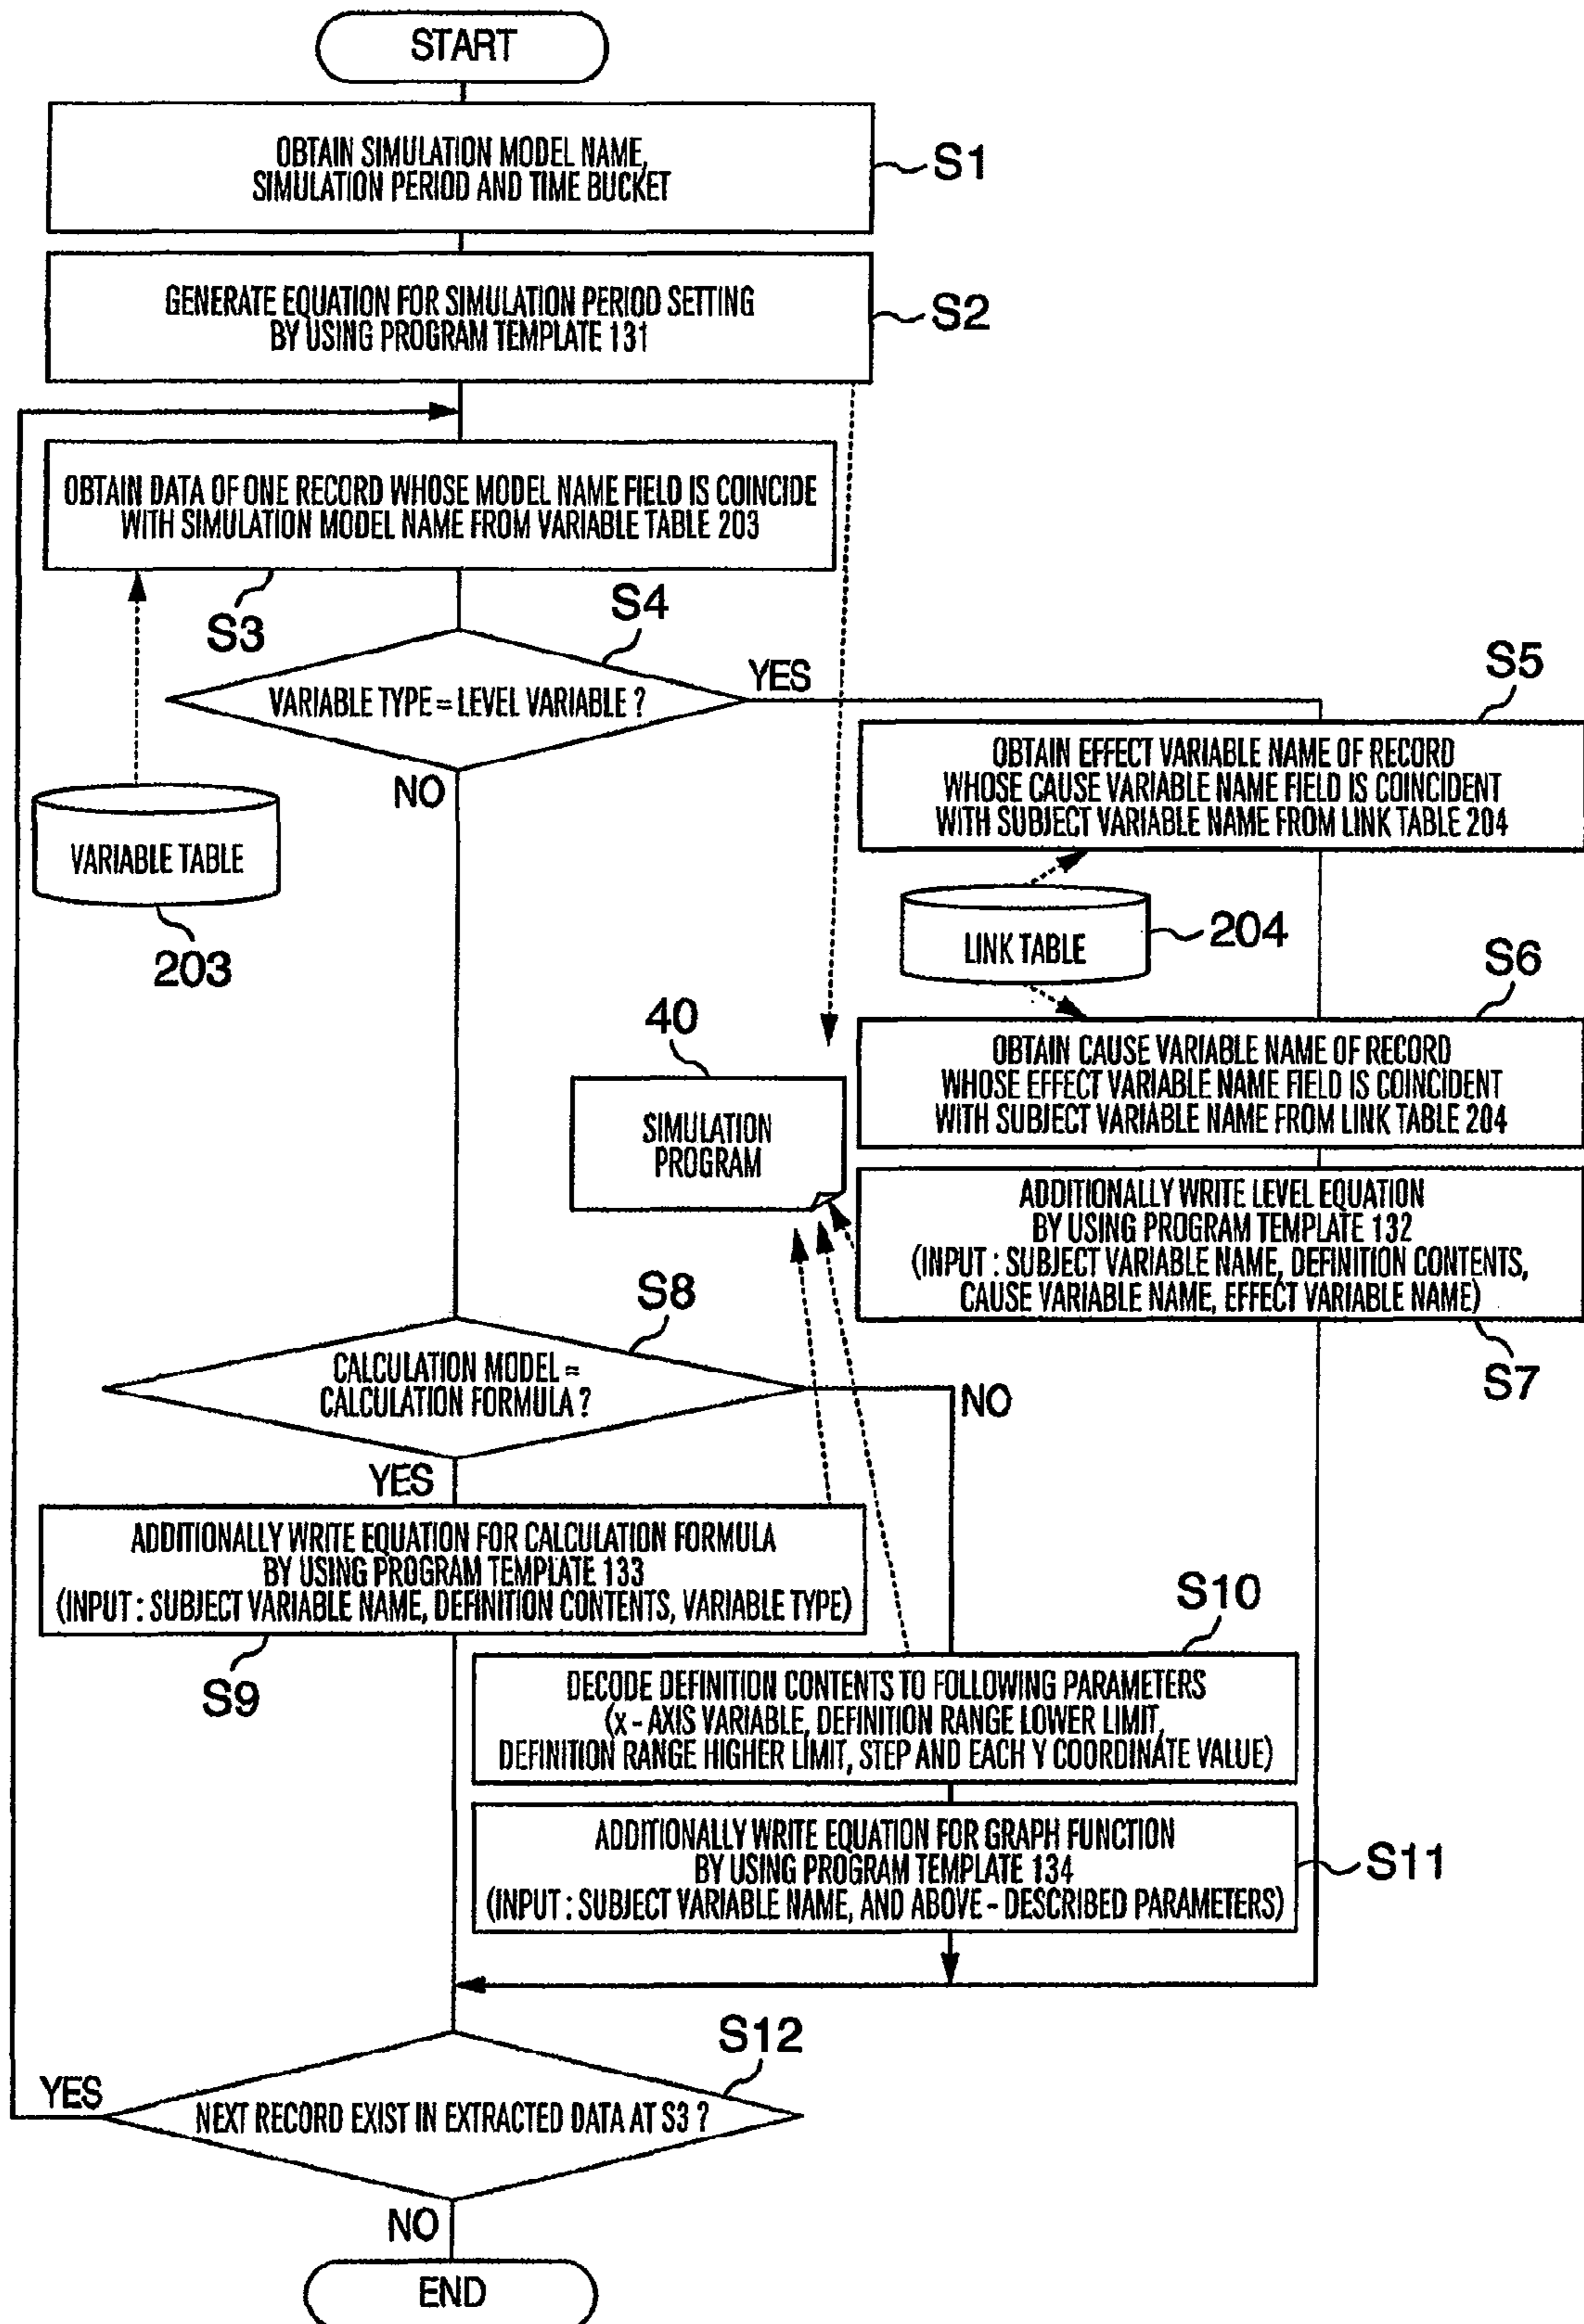 START
OBTAIN SIMULATION MODEL NAME,
SIMULATION PERIOD AND TIME BUCKET
S1
GENERATE EQUATION FOR SIMULATION PERIOD SETTING
BY USING PROGRAM TEMPLATE 131
S2
OBTAIN DATA OF ONE RECORD WHOSE MODEL NAME FIELD IS COINCIDE
WITH SIMULATION MODEL NAME FROM VARIABLE TABLE 203
S3
S4
VARIABLE TYPE = LEVEL VARIABLE ?
YES
NO
VARIABLE TABLE
203
S5
OBTAIN EFFECT VARIABLE NAME OF RECORD
WHOSE CAUSE VARIABLE NAME FIELD IS COINCIDENT
WITH SUBJECT VARIABLE NAME FROM LINK TABLE 204
LINK TABLE
204
S6
OBTAIN CAUSE VARIABLE NAME OF RECORD
WHOSE EFFECT VARIABLE NAME FIELD IS COINCIDENT
WITH SUBJECT VARIABLE NAME FROM LINK TABLE 204
40
SIMULATION
PROGRAM
ADDITIONALLY WRITE LEVEL EQUATION
BY USING PROGRAM TEMPLATE 132
(INPUT : SUBJECT VARIABLE NAME, DEFINITION CONTENTS,
CAUSE VARIABLE NAME, EFFECT VARIABLE NAME)
S7
S8
CALCULATION MODEL =
CALCULATION FORMULA ?
NO
YES
ADDITIONALLY WRITE EQUATION FOR CALCULATION FORMULA
BY USING PROGRAM TEMPLATE 133
(INPUT : SUBJECT VARIABLE NAME, DEFINITION CONTENTS, VARIABLE TYPE)
S9
S10
DECODE DEFINITION CONTENTS TO FOLLOWING PARAMETERS
(x - AXIS VARIABLE, DEFINITION RANGE LOWER LIMIT,
DEFINITION RANGE HIGHER LIMIT, STEP AND EACH Y COORDINATE VALUE)
ADDITIONALLY WRITE EQUATION FOR GRAPH FUNCTION
BY USING PROGRAM TEMPLATE 134
(INPUT : SUBJECT VARIABLE NAME, AND ABOVE - DESCRIBED PARAMETERS)
S11
S12
YES
NEXT RECORD EXIST IN EXTRACTED DATA AT S3 ?
NO
END